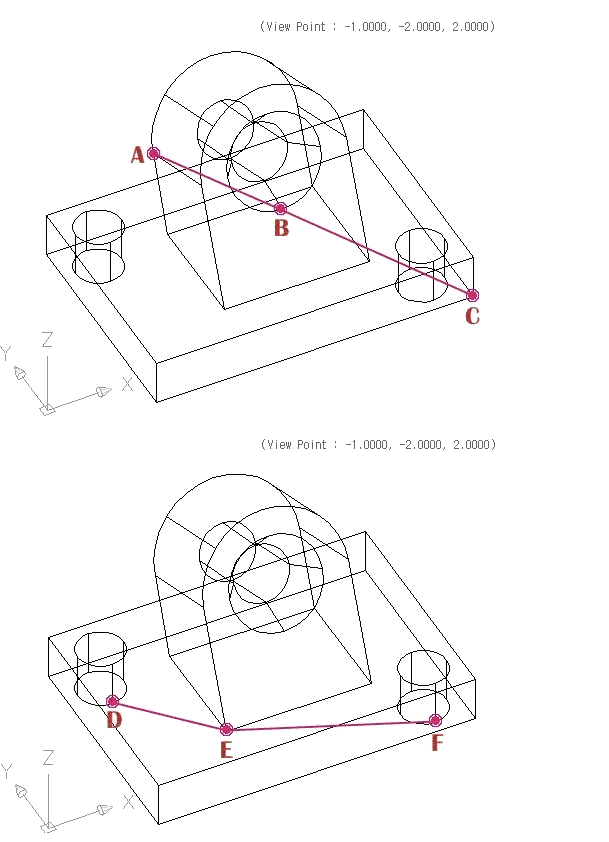 (View Point : -1.0000, -2.0000, 2.0000)
A
B
C
Y
Z
X
(View Point : -1.0000, -2.0000, 2.0000)
D
E
F
Y
Z
X